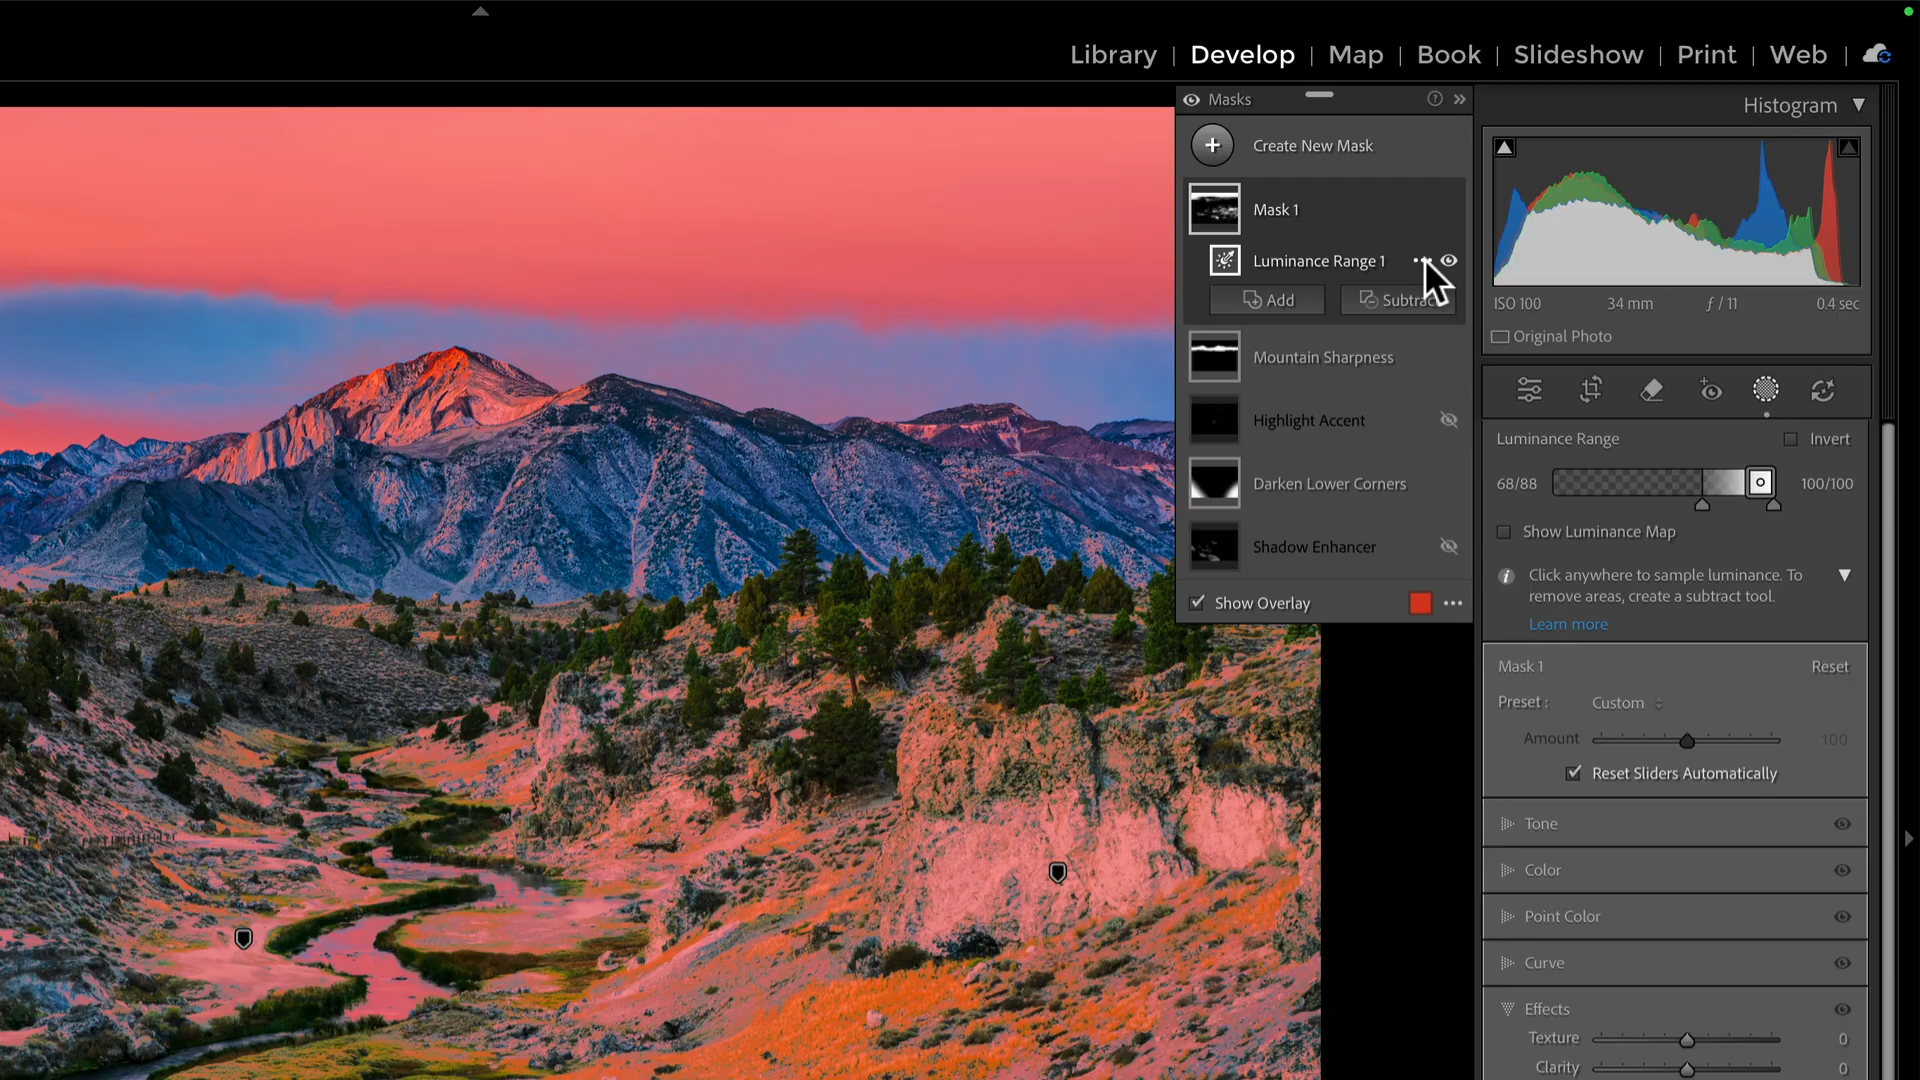 Library | Develop | Map | Book | Slideshow | Print | Web |
Masks
Create New Mask
Mask 1
Luminance Range 1
Add
Subtract
Mountain Sharpness
Highlight Accent
Darken Lower Corners
Shadow Enhancer
Show Overlay
Histogram
ISO 100 34 mm ƒ / 11 0.4 sec
Original Photo
Luminance Range Invert
68/88 100/100
Show Luminance Map
Click anywhere to sample luminance. To
remove areas, create a subtract tool.
Learn more
Mask 1 Reset
Preset : Custom
Amount 100
Reset Sliders Automatically
Tone
Color
Point Color
Curve
Effects
Texture 0
Clarity 0